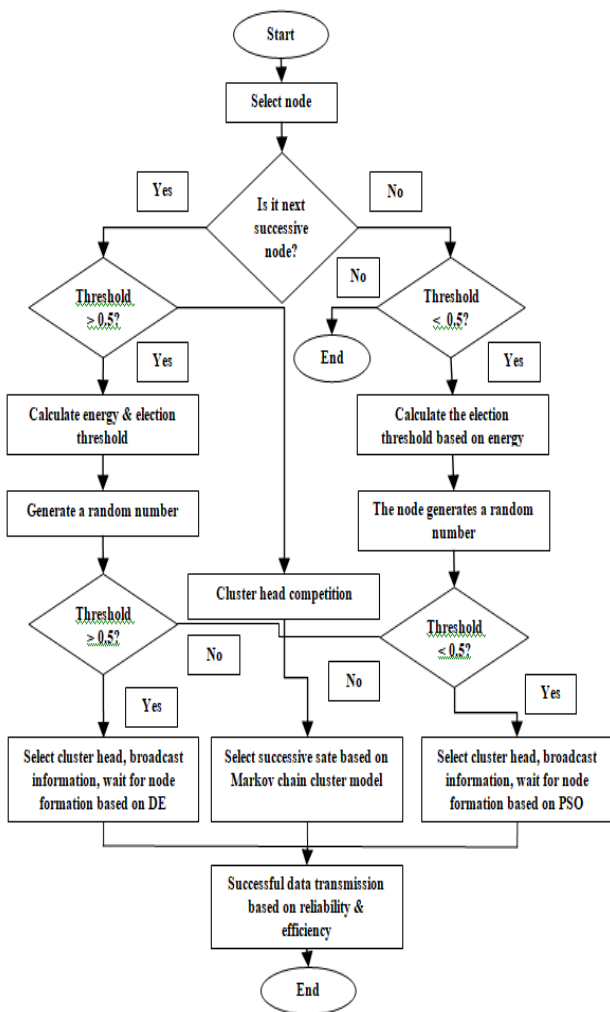 Start
Select node
Yes
No
Is it next
successive
node?
Threshold
> 0.5?
No
Threshold
< 0.5?
End
Yes
Yes
Calculate energy & election
threshold
Calculate the election
threshold based on energy
Generate a random number
The node generates a random
number
Cluster head competition
Threshold
> 0.5?
Threshold
< 0.5?
No
No
Yes
Yes
Select cluster head, broadcast
information, wait for node
formation based on DE
Select successive sate based on
Markov chain cluster model
Select cluster head, broadcast
information, wait for node
formation based on PSO
Successful data transmission
based on reliability &
efficiency
End